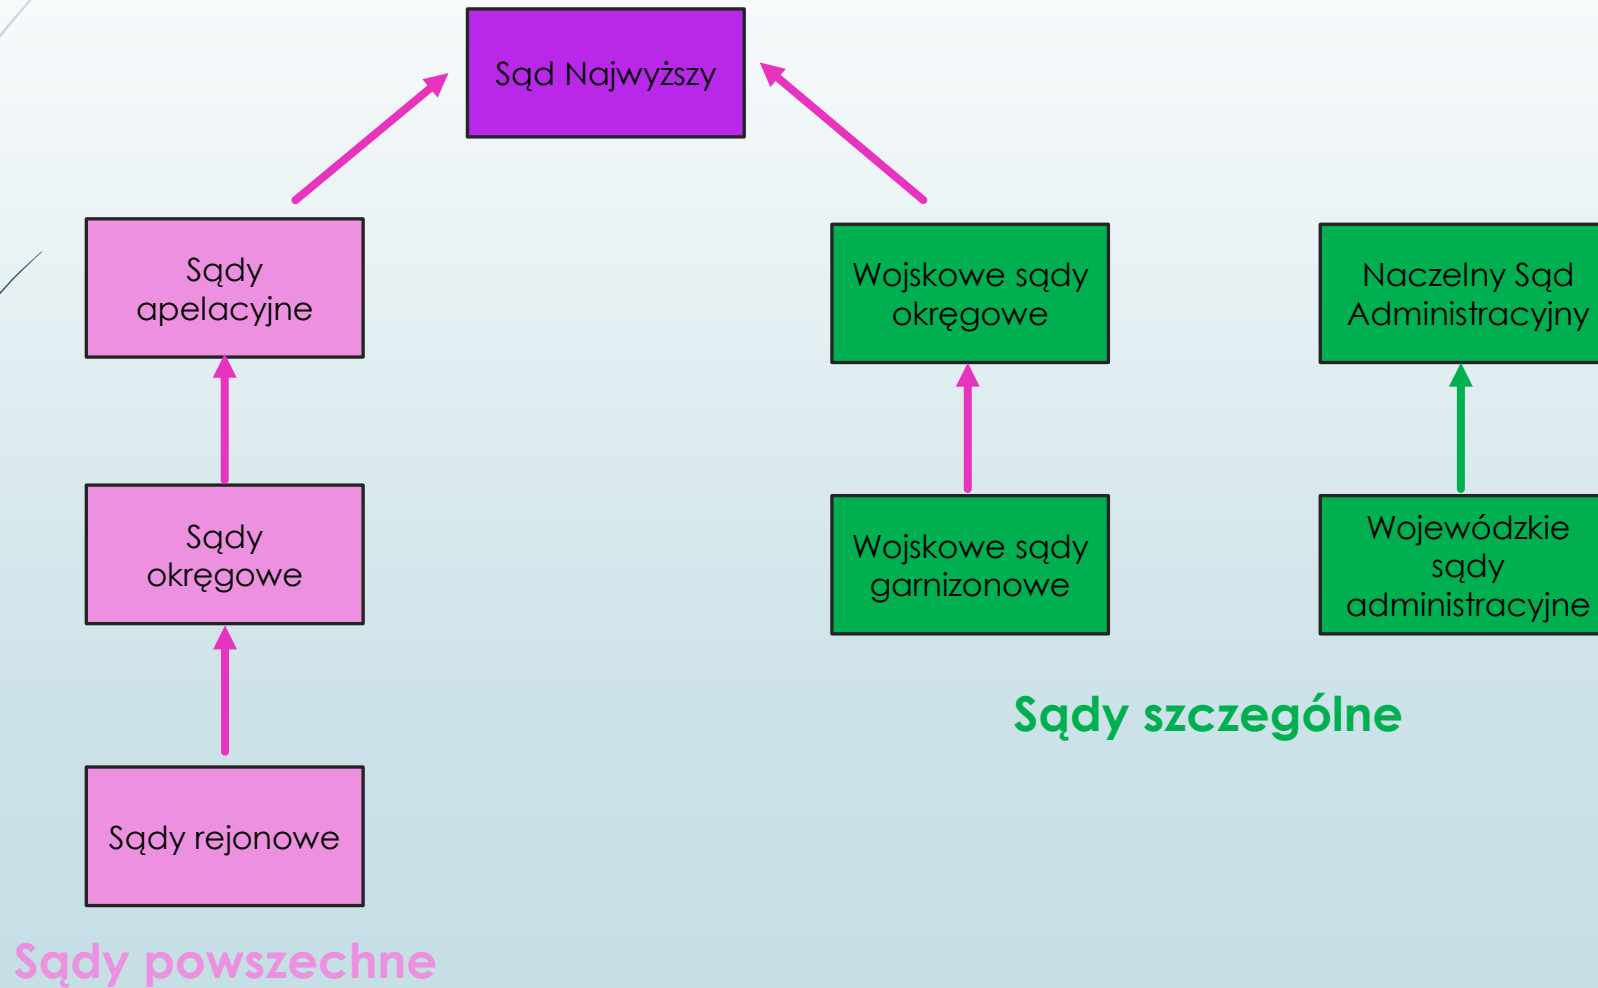 Sąd Najwyższy
Sądy
apelacyjne
Wojskowe sądy
okręgowe
Naczelny Sąd
Administracyjny
Sądy
okręgowe
Wojskowe sądy
garnizonowe
Wojewódzkie
sądy
administracyjne
Sądy szczególne
Sądy rejonowe
Sądy powszechne